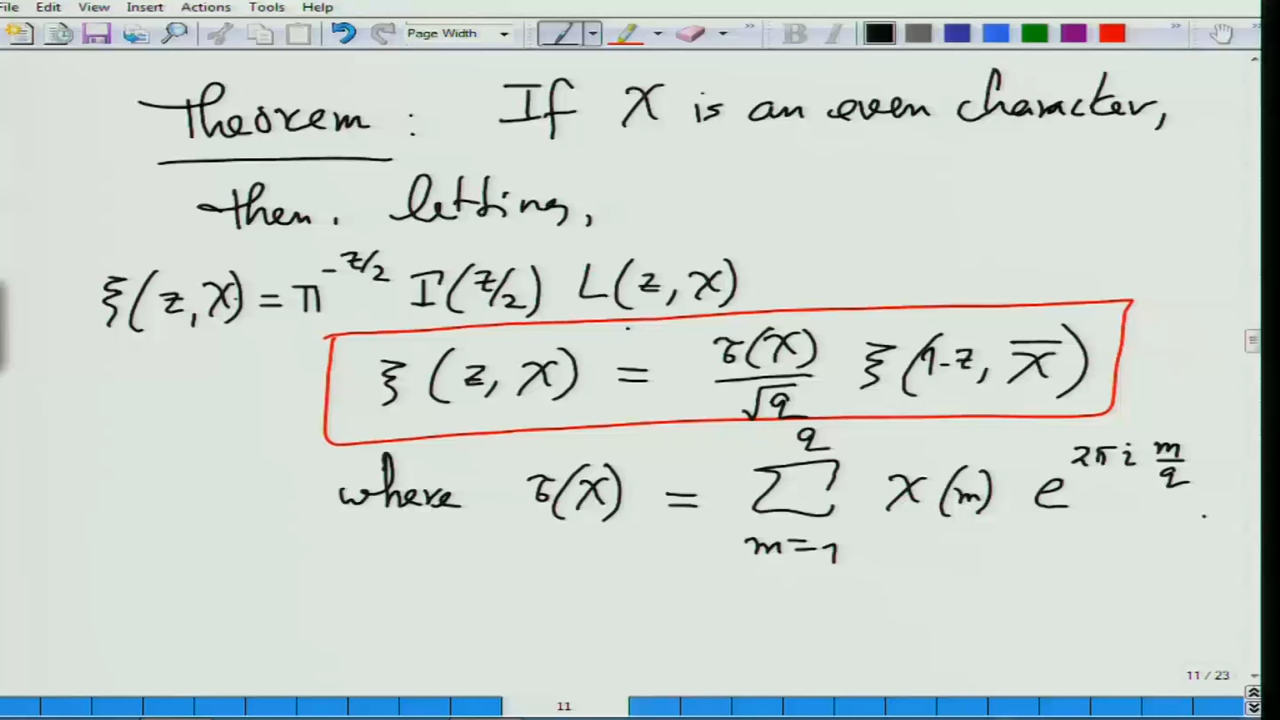 File Edit View Insert Actions Tools Help
Page Width
Theorem : If χ is an even character,
then, letting,
ξ(z, χ) = π^{-z/2} Γ(z/2) L(z, χ)
ξ(z, χ) = τ(χ)/√q ξ(1-z, χ̅)
where τ(χ) = Σ_{m=1}^{q} χ(m) e^{2πi m/q} .
11 / 23
11